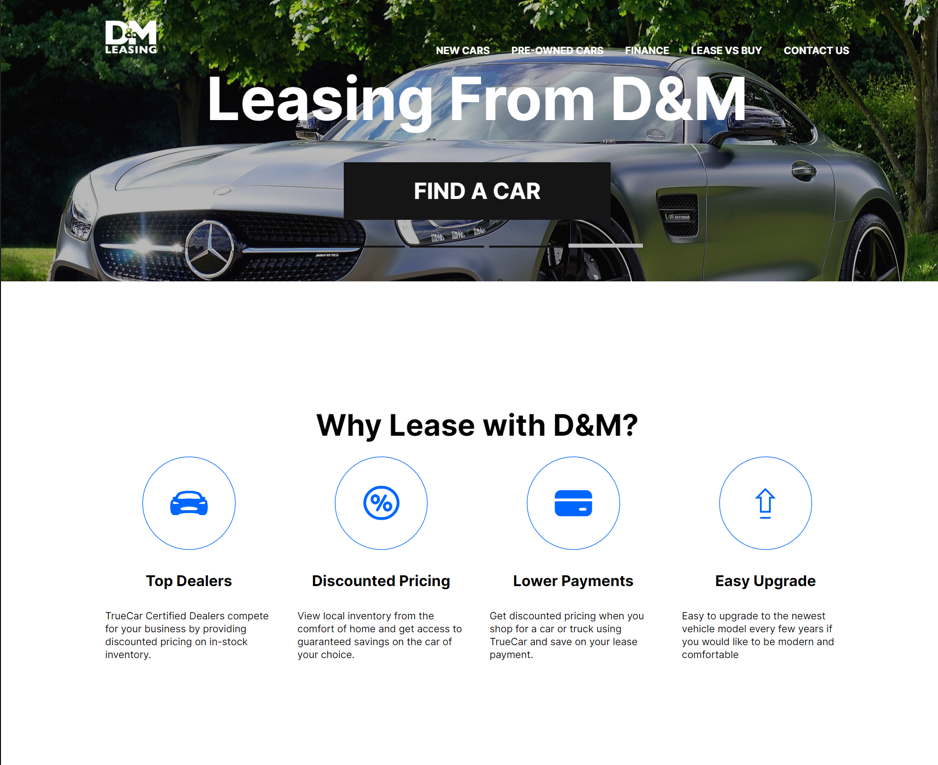 D&M
LEASING
NEW CARS PRE-OWNED CARS FINANCE LEASE VS BUY CONTACT US
Leasing From D&M
FIND A CAR
Why Lease with D&M?
%
Top Dealers
TrueCar Certified Dealers compete
for your business by providing
discounted pricing on in-stock
inventory.
Discounted Pricing
View local inventory from the
comfort of home and get access to
guaranteed savings on the car of
your choice.
Lower Payments
Get discounted pricing when you
shop for a car or truck using
TrueCar and save on your lease
payment.
Easy Upgrade
Easy to upgrade to the newest
vehicle model every few years if
you would like to be modern and
comfortable